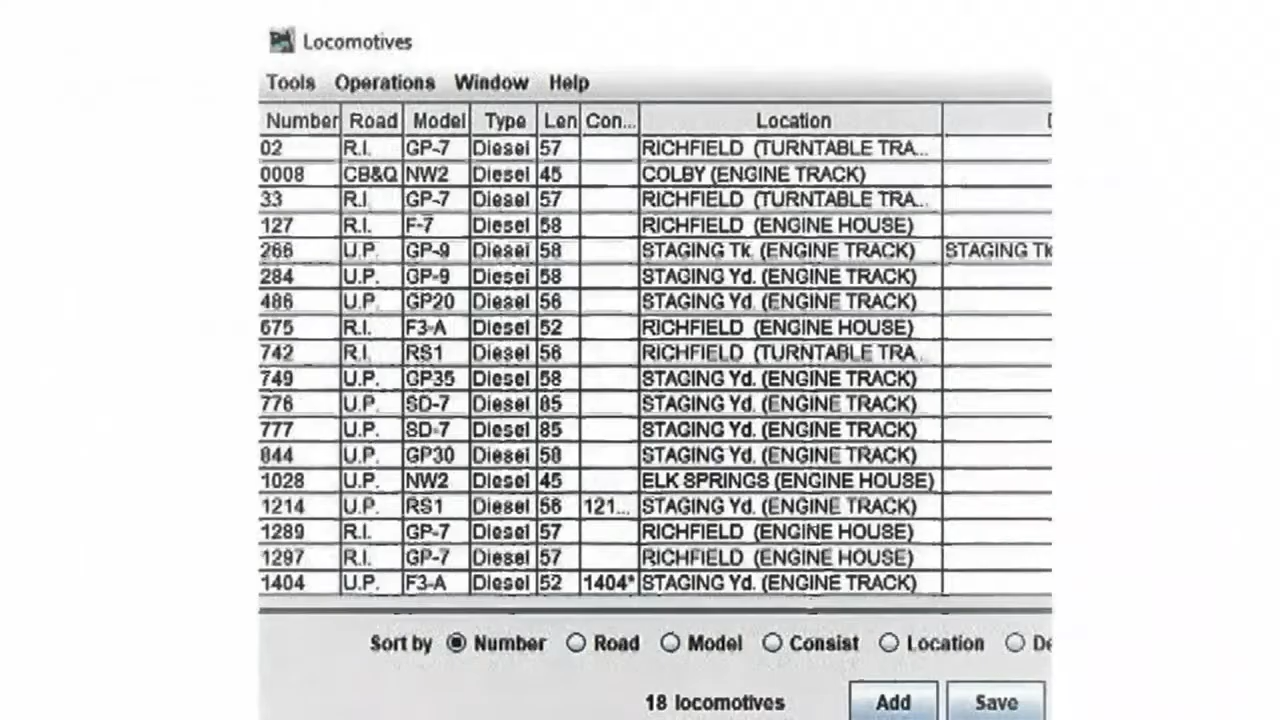 Locomotives
Tools Operations Window Help
Number Road Model Type Len Con... Location
02 R.I. GP-7 Diesel 57 RICHFIELD (TURNTABLE TRA...
0008 CB&Q NW2 Diesel 45 COLBY (ENGINE TRACK)
33 R.I. GP-7 Diesel 57 RICHFIELD (TURNTABLE TRA...
127 R.I. F-7 Diesel 58 RICHFIELD (ENGINE HOUSE)
266 U.P. GP-9 Diesel 58 STAGING Tk. (ENGINE TRACK) STAGING Tk
284 U.P. GP-9 Diesel 58 STAGING Yd. (ENGINE TRACK)
486 U.P. GP20 Diesel 56 STAGING Yd. (ENGINE TRACK)
675 R.I. F3-A Diesel 52 RICHFIELD (ENGINE HOUSE)
742 R.I. RS1 Diesel 56 RICHFIELD (TURNTABLE TRA...
749 U.P. GP35 Diesel 58 STAGING Yd. (ENGINE TRACK)
776 U.P. SD-7 Diesel 85 STAGING Yd. (ENGINE TRACK)
777 U.P. SD-7 Diesel 85 STAGING Yd. (ENGINE TRACK)
844 U.P. GP30 Diesel 58 STAGING Yd. (ENGINE TRACK)
1028 U.P. NW2 Diesel 45 ELK SPRINGS (ENGINE HOUSE)
1214 U.P. RS1 Diesel 56 121... STAGING Yd. (ENGINE TRACK)
1289 R.I. GP-7 Diesel 57 RICHFIELD (ENGINE HOUSE)
1297 R.I. GP-7 Diesel 57 RICHFIELD (ENGINE HOUSE)
1404 U.P. F3-A Diesel 52 1404* STAGING Yd. (ENGINE TRACK)
Sort by Number Road Model Consist Location De
18 locomotives Add Save